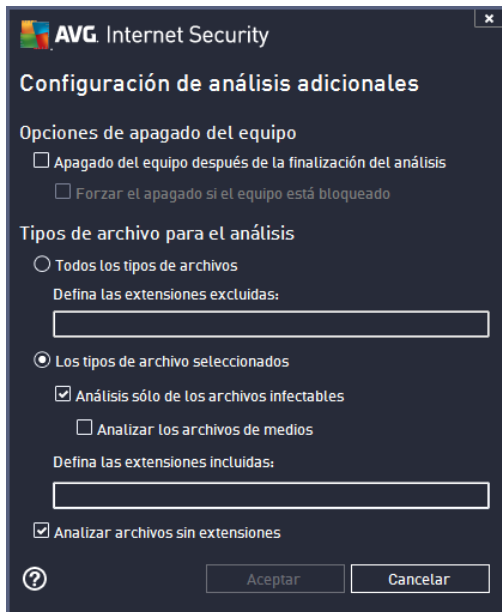 AVG. Internet Security
Configuración de análisis adicionales
Opciones de apagado del equipo
Apagado del equipo después de la finalización del análisis
Forzar el apagado si el equipo está bloqueado
Tipos de archivo para el análisis
Todos los tipos de archivos
Defina las extensiones excluidas:
Los tipos de archivo seleccionados
Análisis sólo de los archivos infectables
Analizar los archivos de medios
Defina las extensiones incluidas:
Analizar archivos sin extensiones
? Aceptar Cancelar